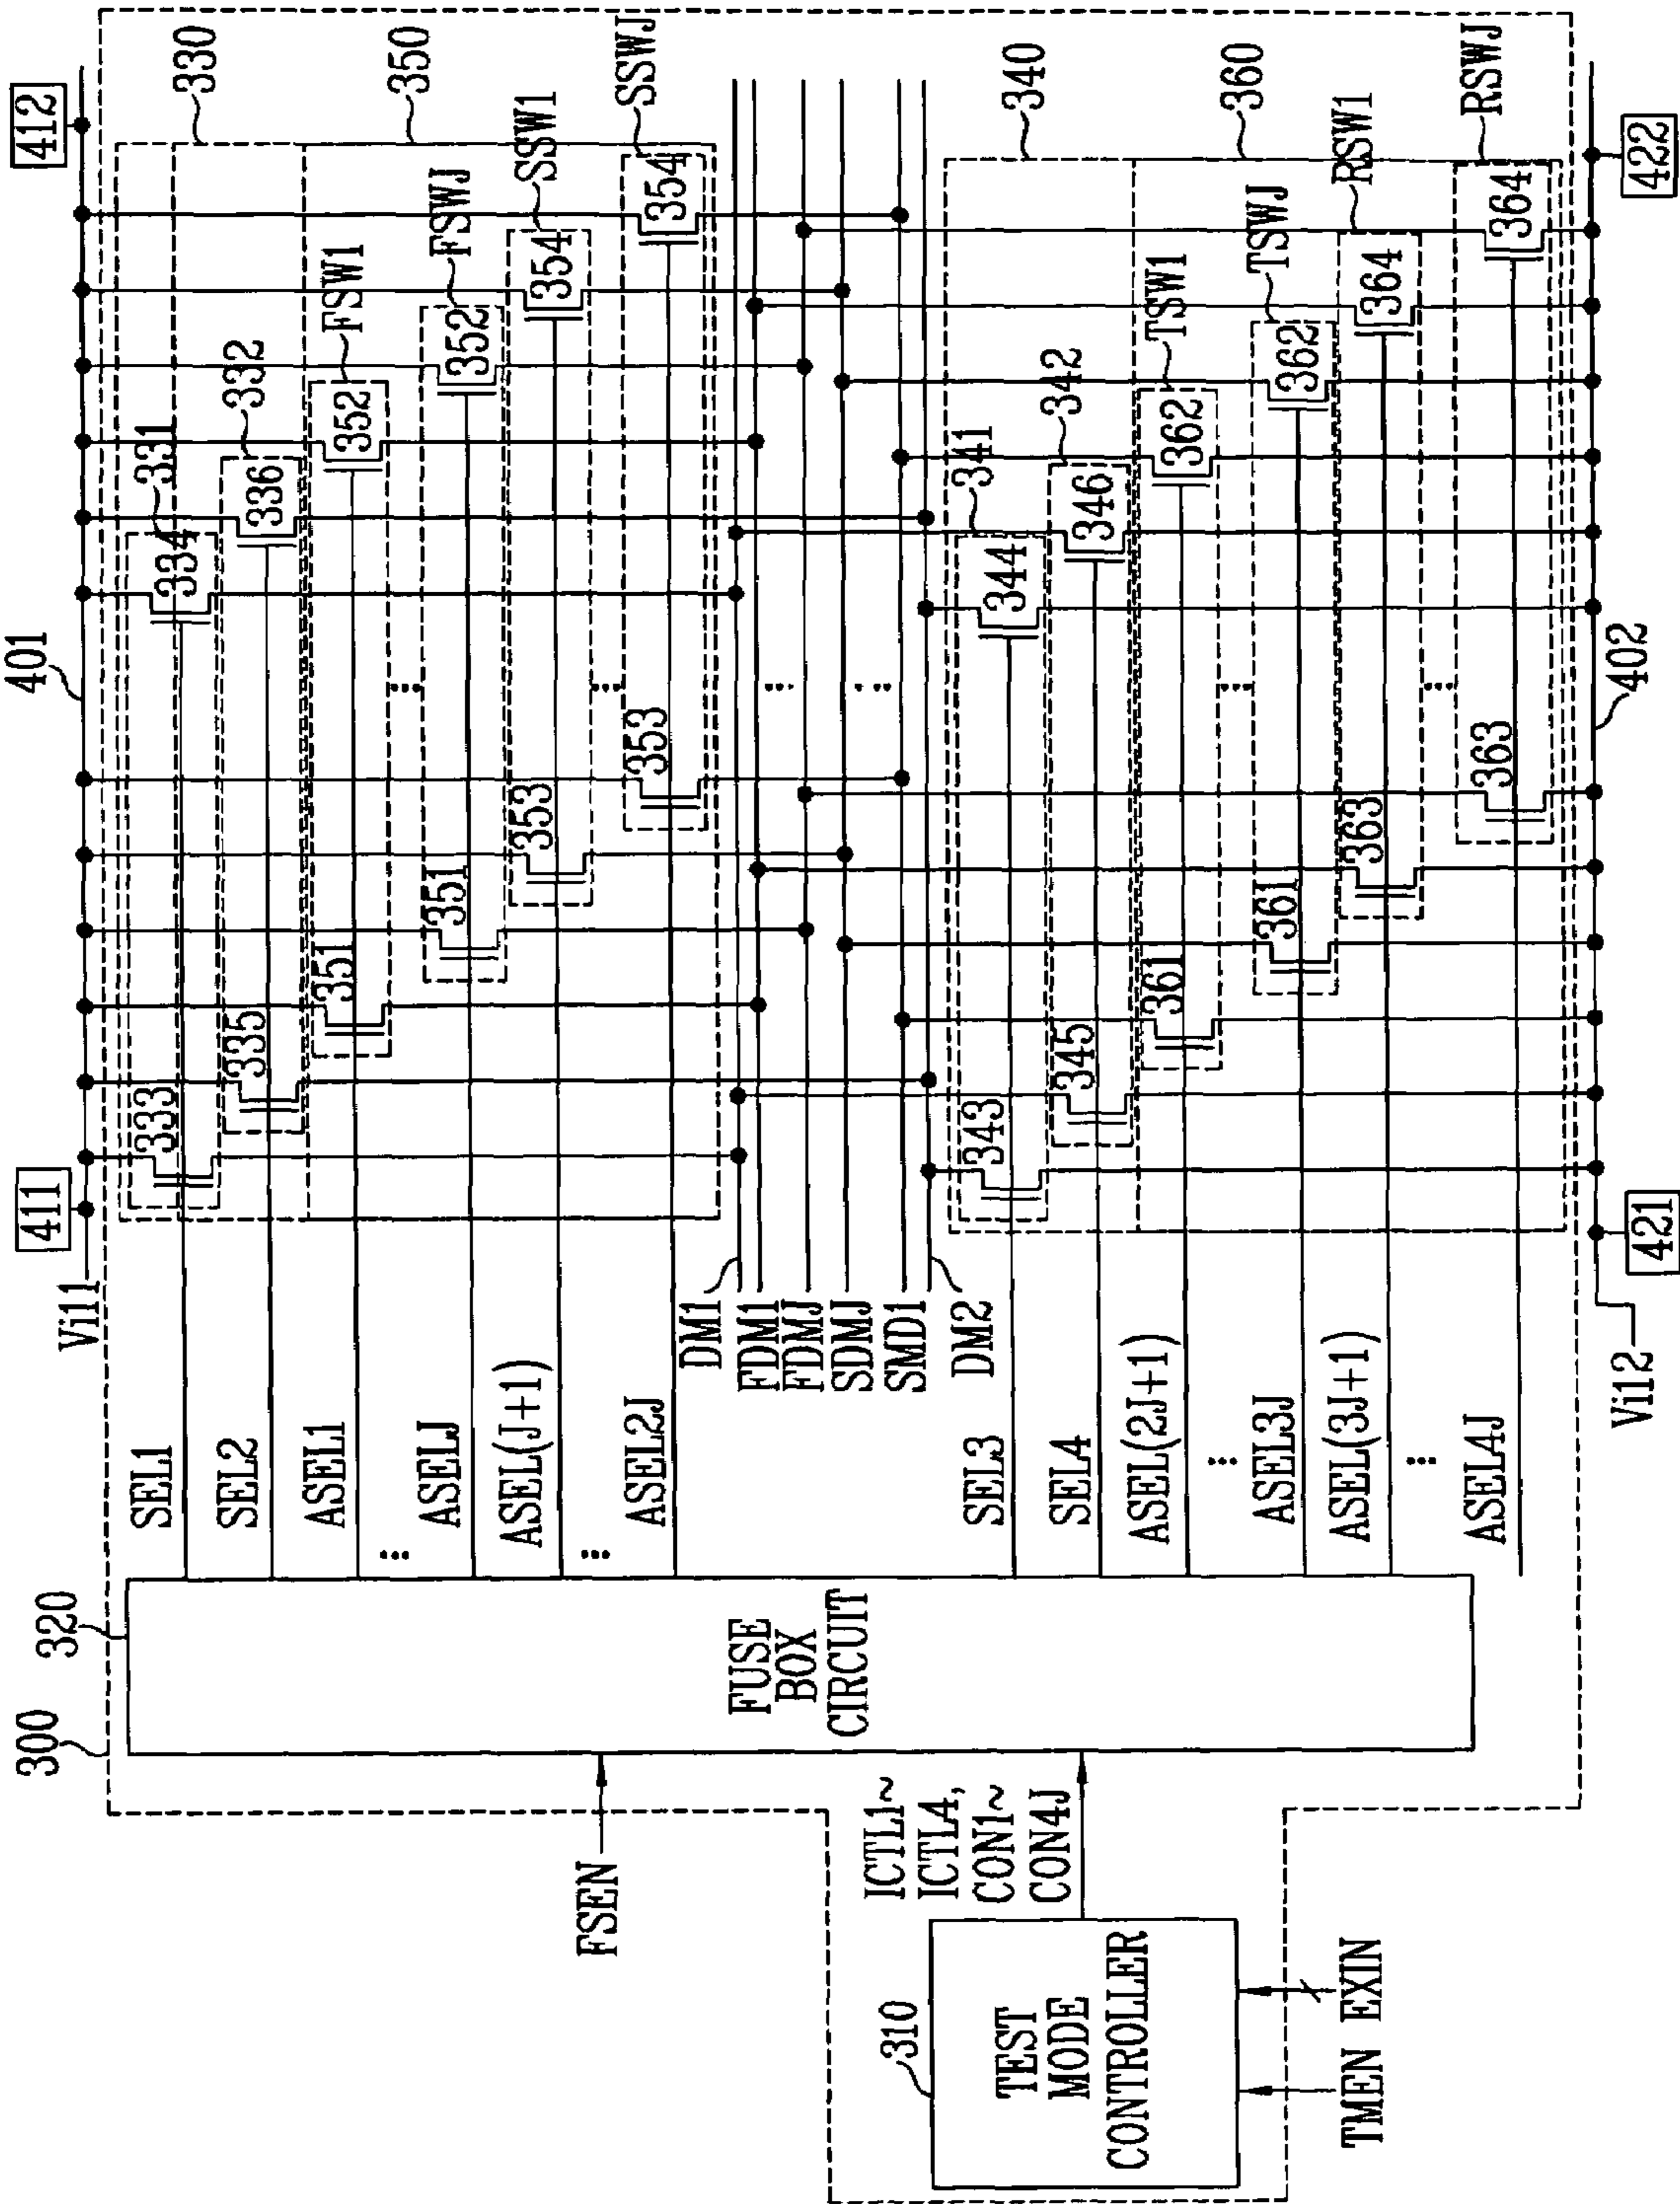 412
401
411
Vi11
330
331
332
334
336
333
335
350
FSW1
352
351
FSWJ
352
351
SSW1
354
353
SSWJ
354
353
DM1
FDM1
FDMJ
SDMJ
SMD1
DM2
340
341
342
344
346
343
345
360
TSW1
362
361
TSWJ
362
361
RSW1
364
363
RSWJ
364
363
422
402
421
Vi12
SEL1
SEL2
ASEL1
...
ASELJ
ASEL(J+1)
...
ASEL2J
SEL3
SEL4
ASEL(2J+1)
...
ASEL3J
ASEL(3J+1)
...
ASEL4J
300
320
FUSE
BOX
CIRCUIT
FSEN
ICTL1~
ICTL4,
CON1~
CON4J
310
TEST
MODE
CONTROLLER
TMEN EXIN